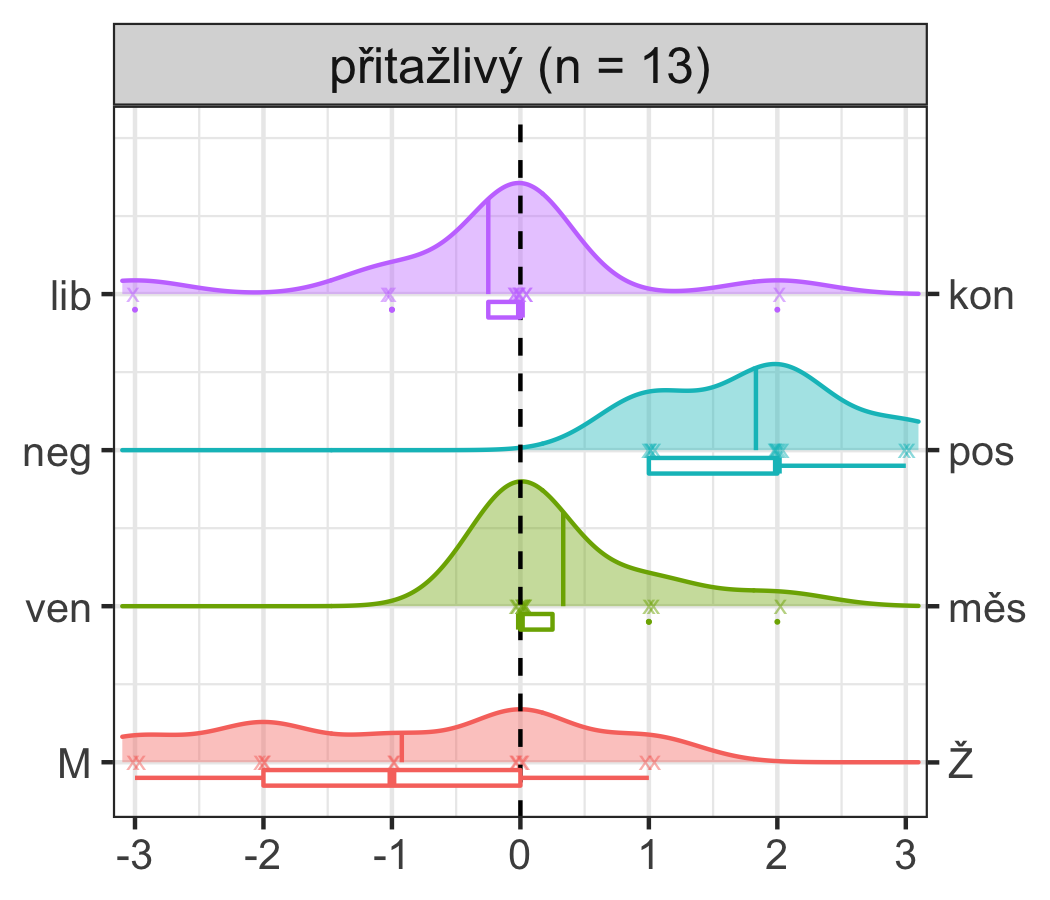 přitažlivý (n = 13)
lib kon
neg pos
ven měs
M Ž
-3 -2 -1 0 1 2 3